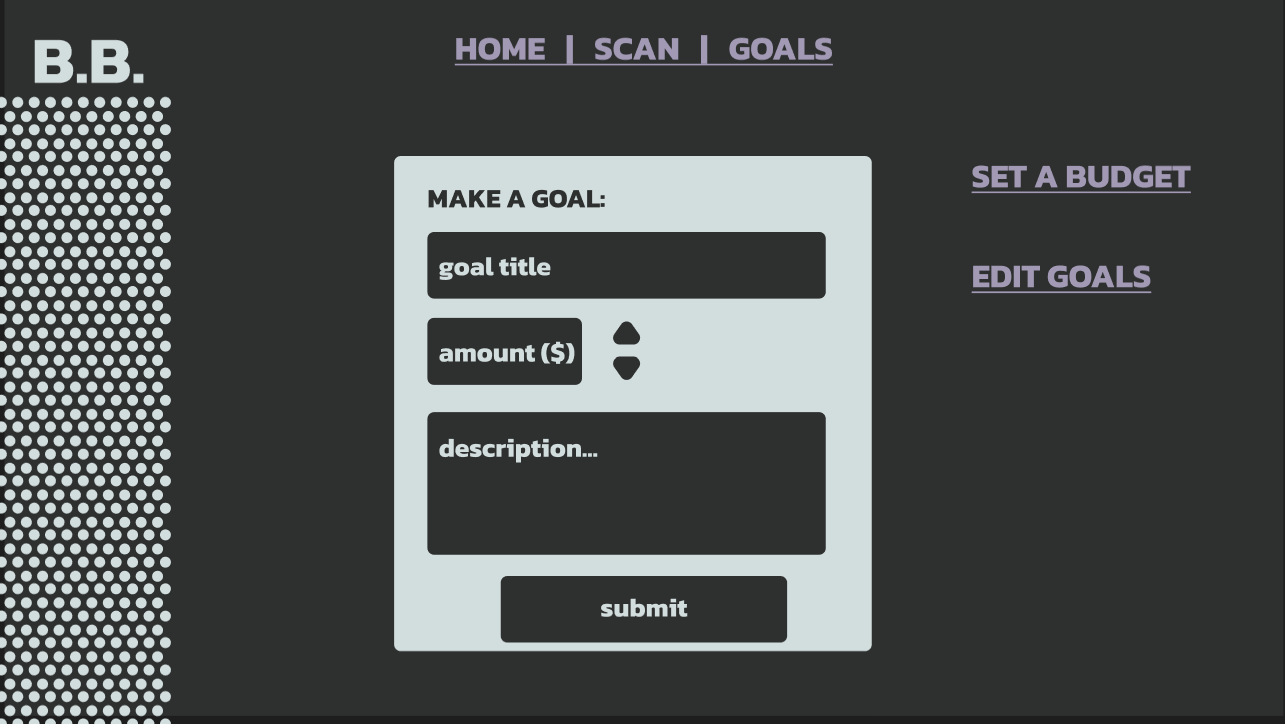 B.B.
HOME | SCAN | GOALS
MAKE A GOAL:
goal title
amount ($)
description...
submit
SET A BUDGET
EDIT GOALS